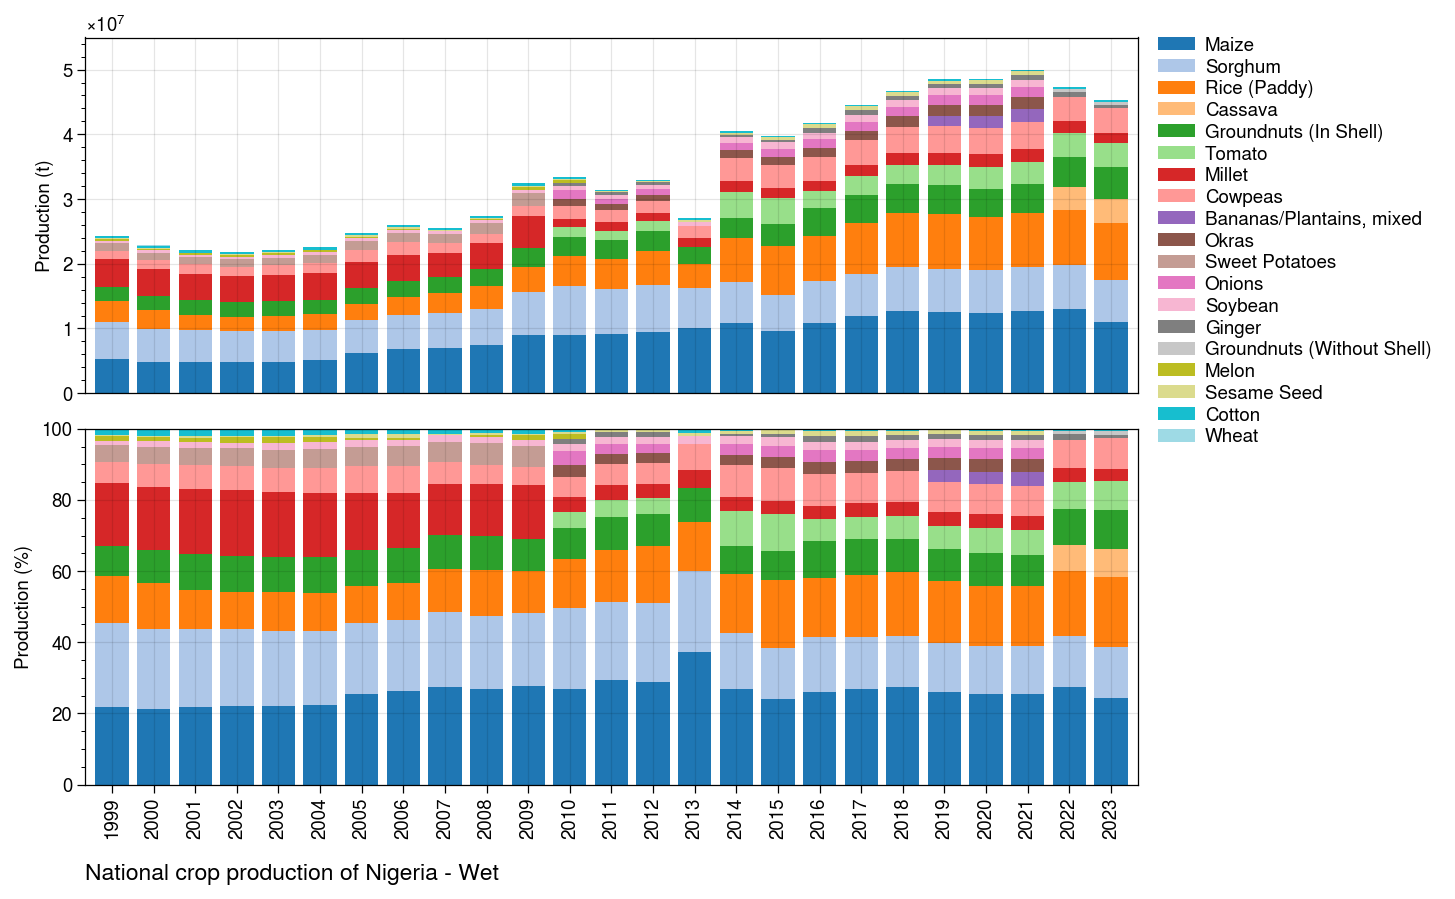 ×10⁷
5
4
3
2
1
0
Production (t)
100
80
60
40
20
0
Production (%)
1999
2000
2001
2002
2003
2004
2005
2006
2007
2008
2009
2010
2011
2012
2013
2014
2015
2016
2017
2018
2019
2020
2021
2022
2023
Maize
Sorghum
Rice (Paddy)
Cassava
Groundnuts (In Shell)
Tomato
Millet
Cowpeas
Bananas/Plantains, mixed
Okras
Sweet Potatoes
Onions
Soybean
Ginger
Groundnuts (Without Shell)
Melon
Sesame Seed
Cotton
Wheat
National crop production of Nigeria - Wet